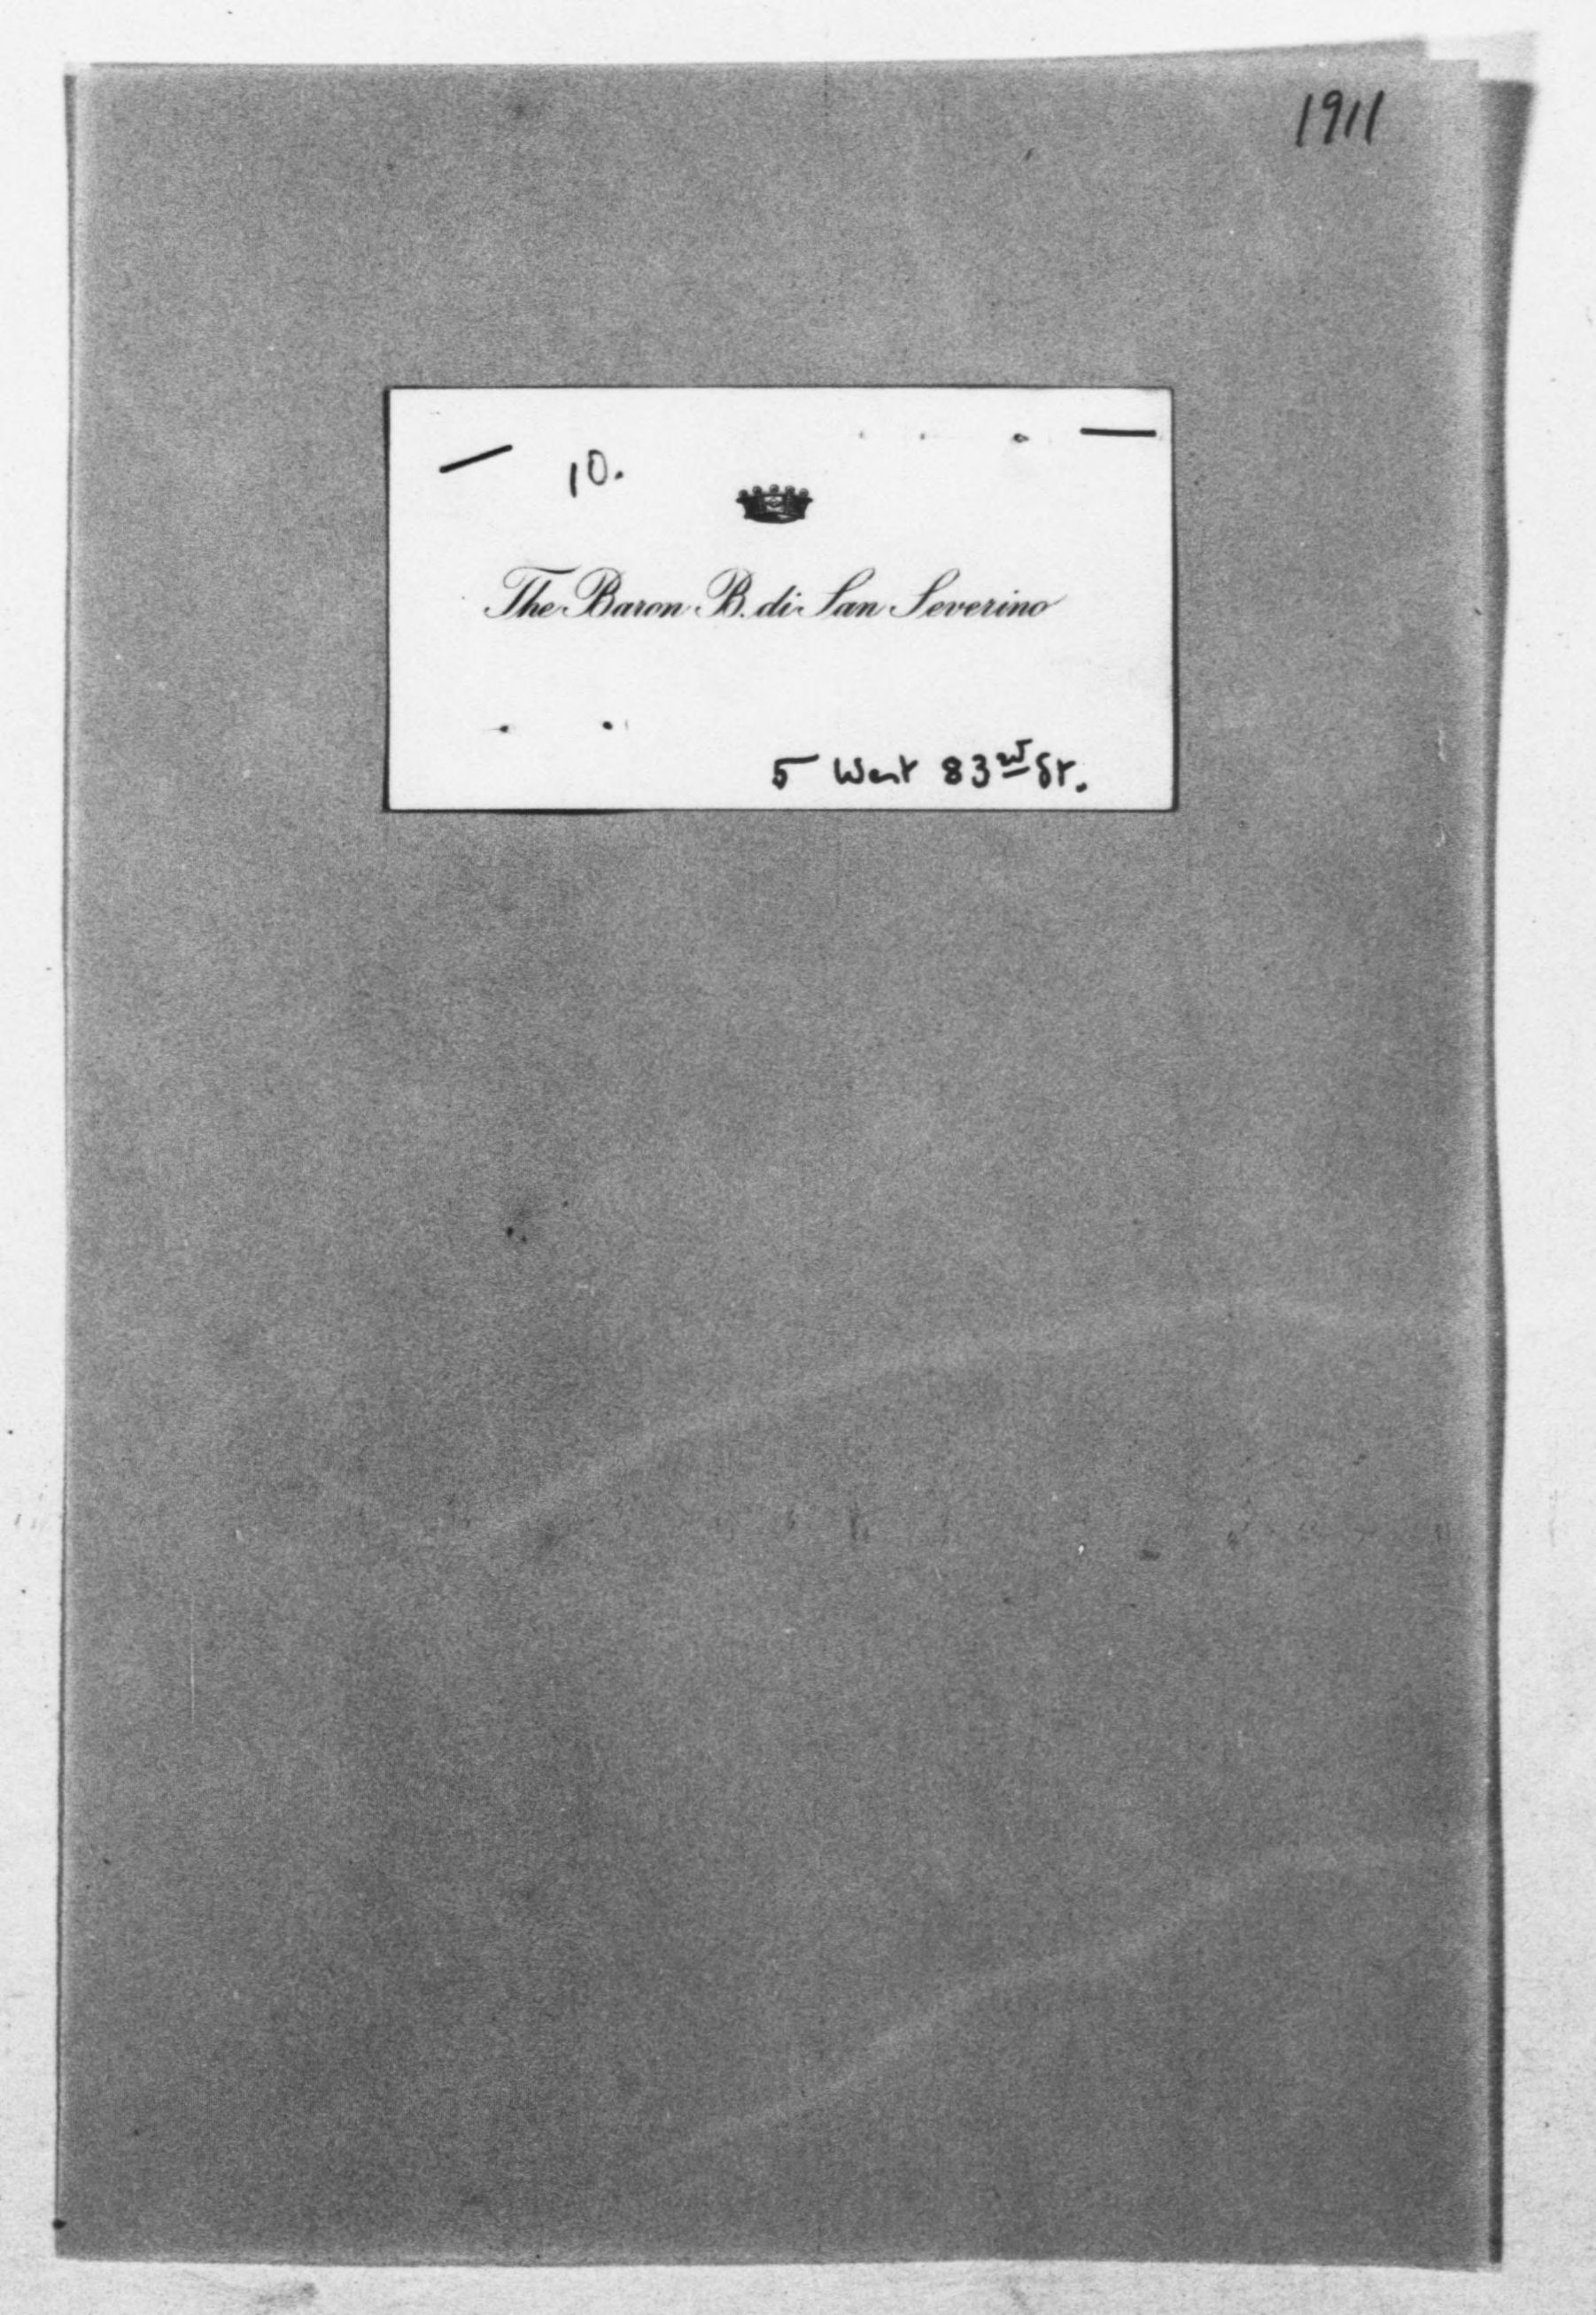 1911
10.
The Baron B. di San Severino
5 West 83rd St.